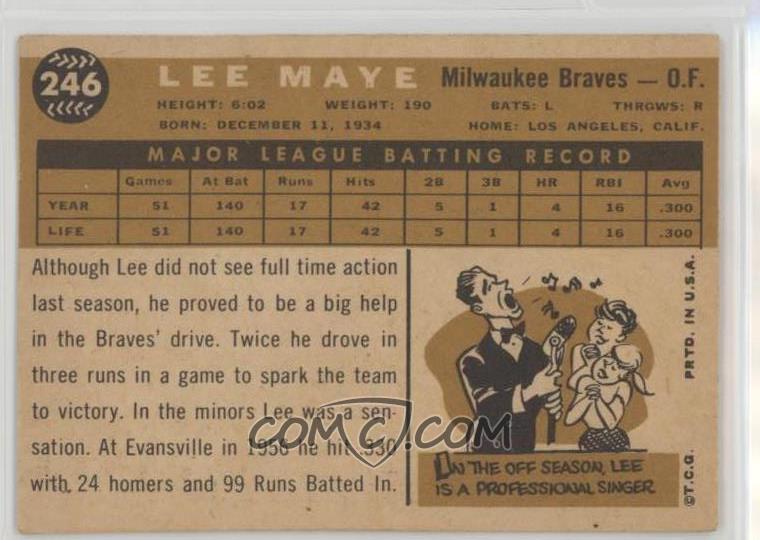 246
LEE MAYE Milwaukee Braves — O.F.
HEIGHT: 6:02 WEIGHT: 190 BATS: L THROWS: R
BORN: DECEMBER 11, 1934 HOME: LOS ANGELES, CALIF.
MAJOR LEAGUE BATTING RECORD
Games At Bat Runs Hits 2B 3B HR RBI Avg
YEAR 51 140 17 42 5 1 4 16 .300
LIFE 51 140 17 42 5 1 4 16 .300
Although Lee did not see full time action
last season, he proved to be a big help
in the Braves' drive. Twice he drove in
three runs in a game to spark the team
to victory. In the minors Lee was a sen-
sation. At Evansville in 1956 he hit .330
with 24 homers and 99 Runs Batted In.
IN THE OFF SEASON, LEE
IS A PROFESSIONAL SINGER
©T.C.G. PRTD. IN U.S.A.
COMC.COM